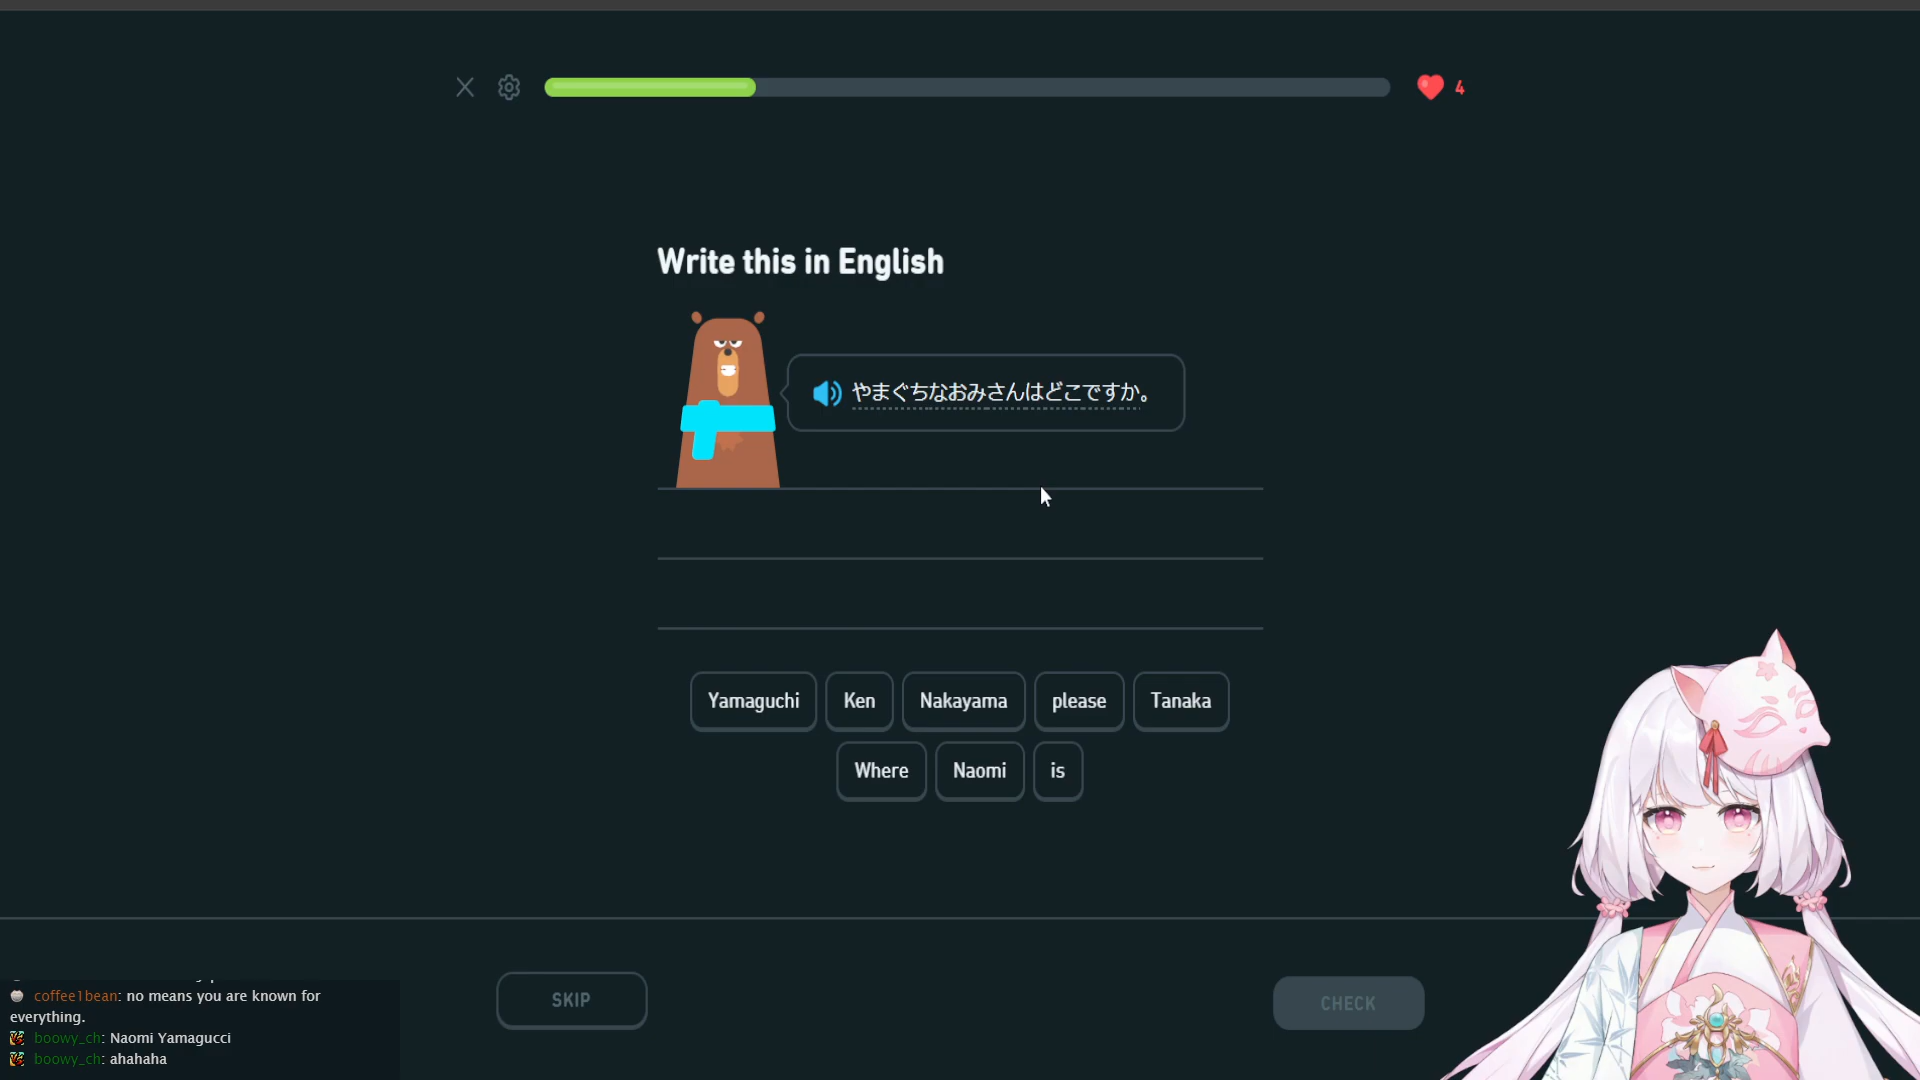 4
Write this in English
やまぐちなおみさんはどこですか。
Yamaguchi Ken Nakayama please Tanaka
Where Naomi is
SKIP
CHECK
coffee1bean: no means you are known for
everything.
boowy_ch: Naomi Yamagucci
boowy_ch: ahahaha